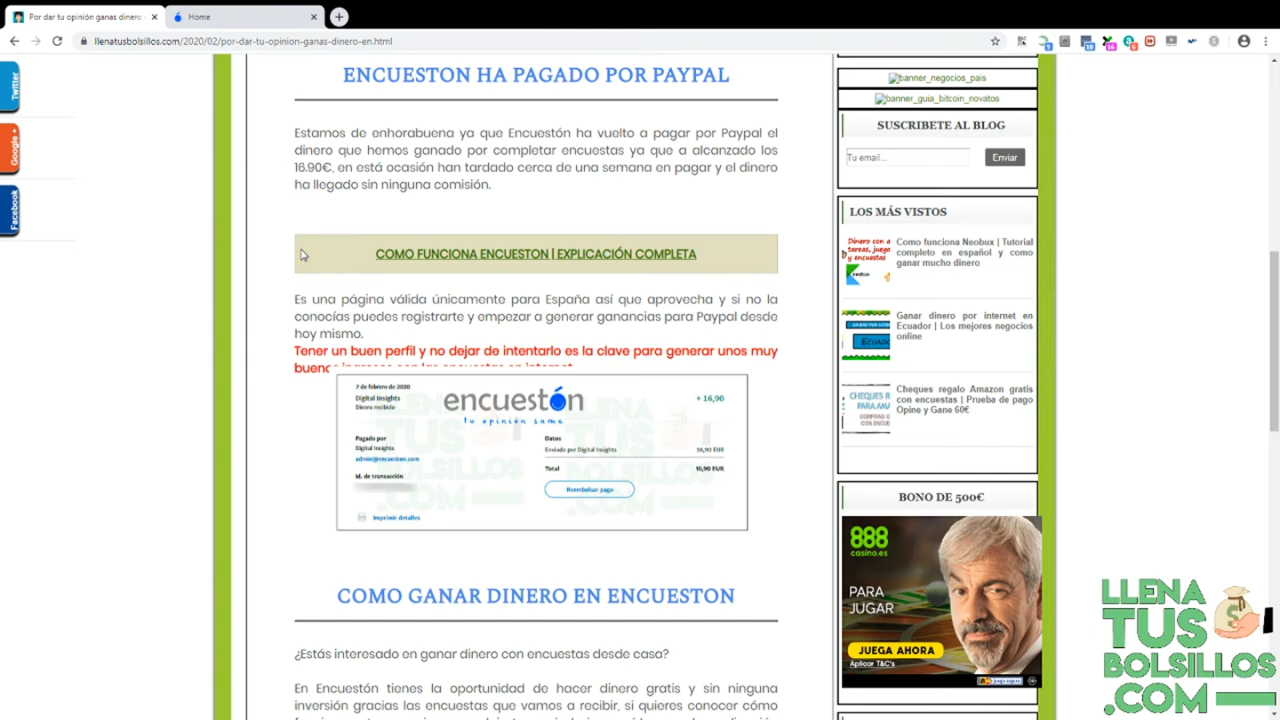 Por dar tu opinión ganas dinero
Home
llenatusbolsillos.com/2020/02/por-dar-tu-opinion-ganas-dinero-en.html
Twitter
Google +
Facebook
ENCUESTON HA PAGADO POR PAYPAL
Estamos de enhorabuena ya que Encuestón ha vuelto a pagar por Paypal el
dinero que hemos ganado por completar encuestas ya que a alcanzado los
16.90€, en está ocasión han tardado cerca de una semana en pagar y el dinero
ha llegado sin ninguna comisión.
COMO FUNCIONA ENCUESTON | EXPLICACIÓN COMPLETA
Es una página válida únicamente para España así que aprovecha y si no la
conocías puedes registrarte y empezar a generar ganancias para Paypal desde
hoy mismo.
Tener un buen perfil y no dejar de intentarlo es la clave para generar unos muy
buenos ingresos con las encuestas en internet
7 de febrero de 2020
Digital Insights
Dinero recibido
encuestón
tu opinión suma
+ 16,90
Pagado por
Digital Insights
admin@encueston.com
Id. de transacción
Datos
Enviado por Digital Insights
16,90 EUR
Total
16,90 EUR
Reembolsar pago
Imprimir detalles
COMO GANAR DINERO EN ENCUESTON
¿Estás interesado en ganar dinero con encuestas desde casa?
En Encuestón tienes la oportunidad de hacer dinero gratis y sin ninguna
inversión gracias las encuestas que vamos a recibir, si quieres conocer cómo
banner_negocios_pais
banner_guia_bitcoin_novatos
SUSCRIBETE AL BLOG
Tu email...
Enviar
LOS MÁS VISTOS
Como funciona Neobux | Tutorial
completo en español y como
ganar mucho dinero
Ganar dinero por internet en
Ecuador | Los mejores negocios
online
Cheques regalo Amazon gratis
con encuestas | Prueba de pago
Opine y Gane 60€
BONO DE 500€
888
casino.es
PARA
JUGAR
JUEGA AHORA
Aplicar T&C's
LLENA
TUS
BOLSILLOS
.COM